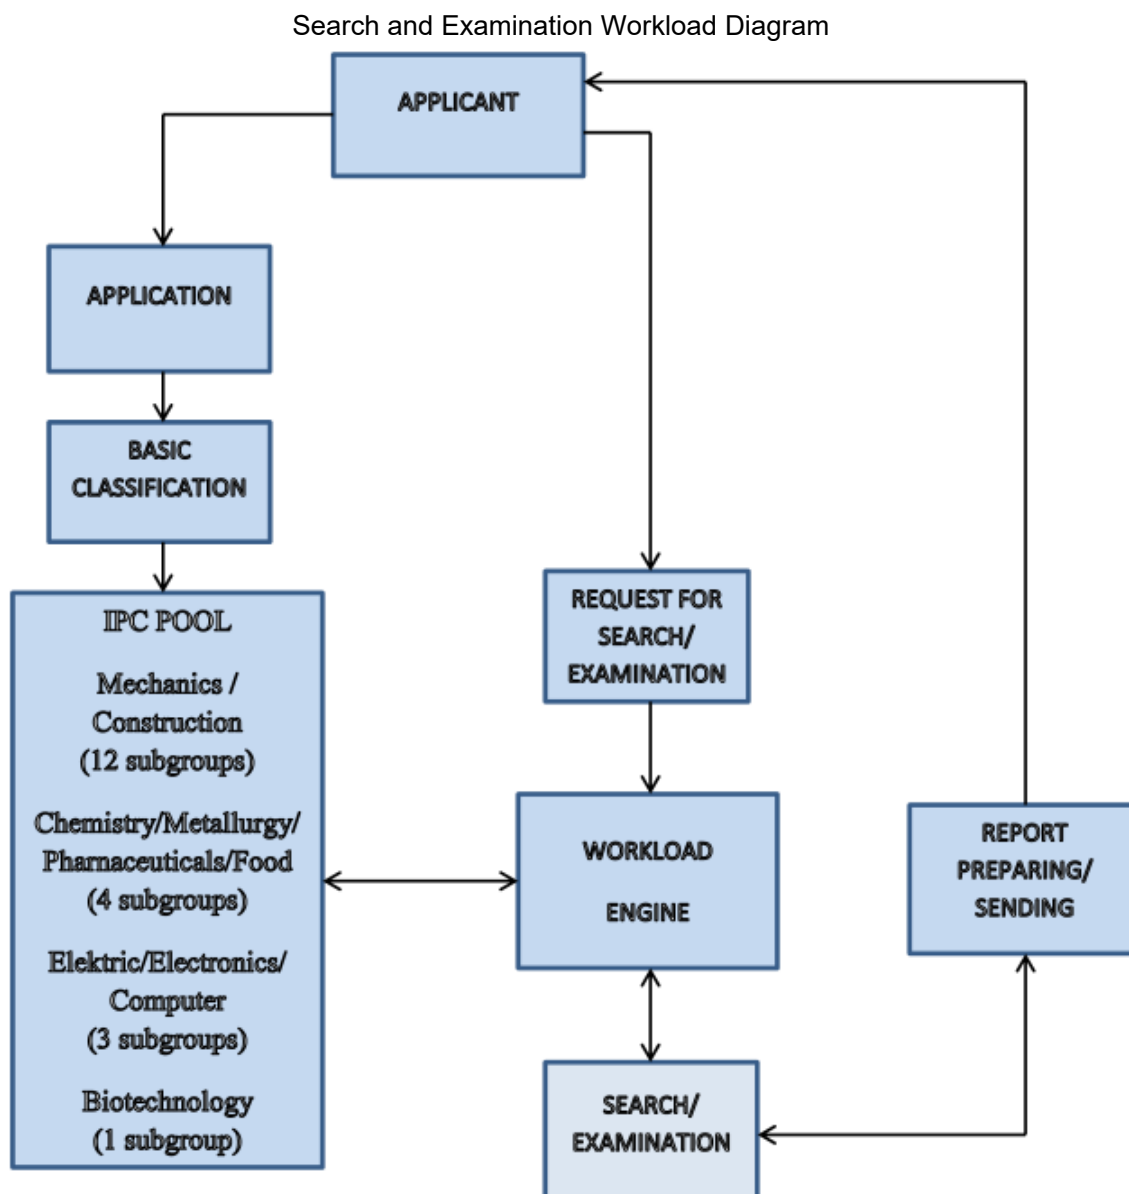 Search and Examination Workload Diagram
APPLICANT
APPLICATION
BASIC
CLASSIFICATION
IPC POOL
Mechanics /
Construction
(12 subgroups)
Chemistry/Metallurgy/
Pharnaceuticals/Food
(4 subgroups)
Elektric/Electronics/
Computer
(3 subgroups)
Biotechnology
(1 subgroup)
REQUEST FOR
SEARCH/
EXAMINATION
WORKLOAD
ENGINE
SEARCH/
EXAMINATION
REPORT
PREPARING/
SENDING